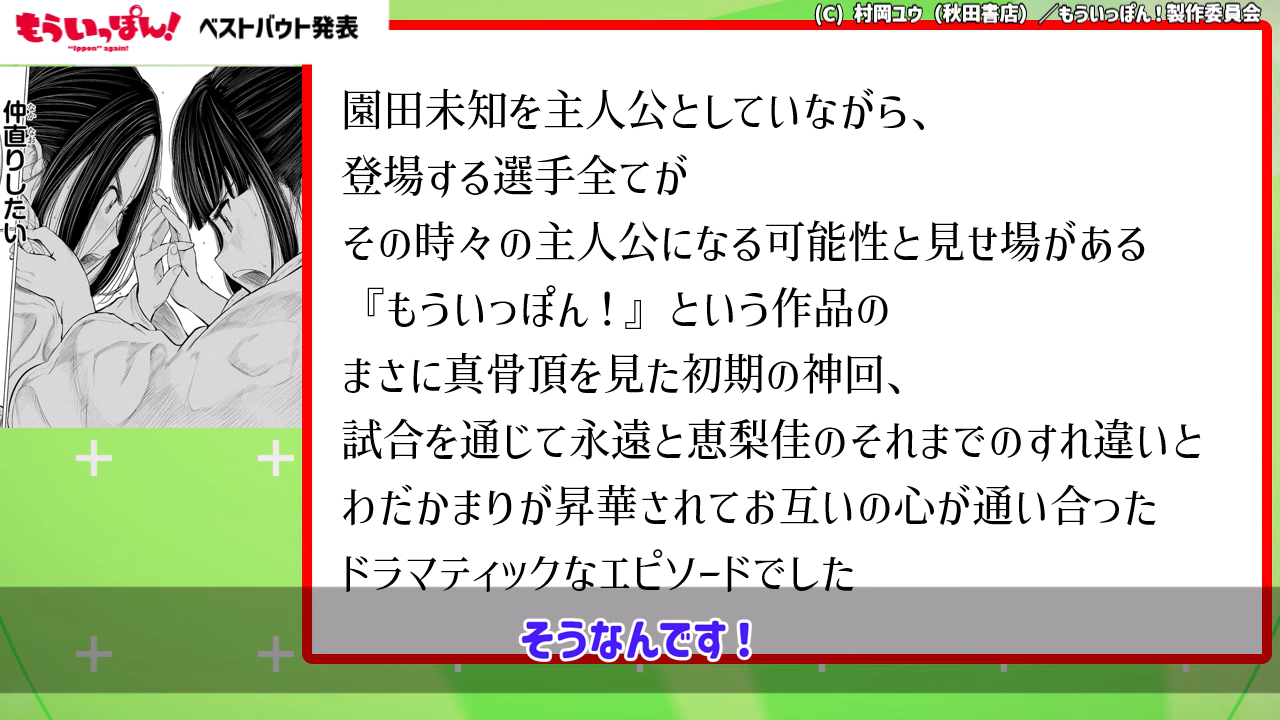 もういっぽん!
"Ippon" again!
ベストバウト発表
(C) 村岡ユウ（秋田書店）／もういっぽん！製作委員会
仲直りしたい。
なかなお
園田未知を主人公としていながら、
登場する選手全てが
その時々の主人公になる可能性と見せ場がある
『もういっぽん！』という作品の
まさに真骨頂を見た初期の神回、
試合を通じて永遠と恵梨佳のそれまでのすれ違いと
わだかまりが昇華されてお互いの心が通い合った
ドラマティックなエピソードでした
そうなんです！